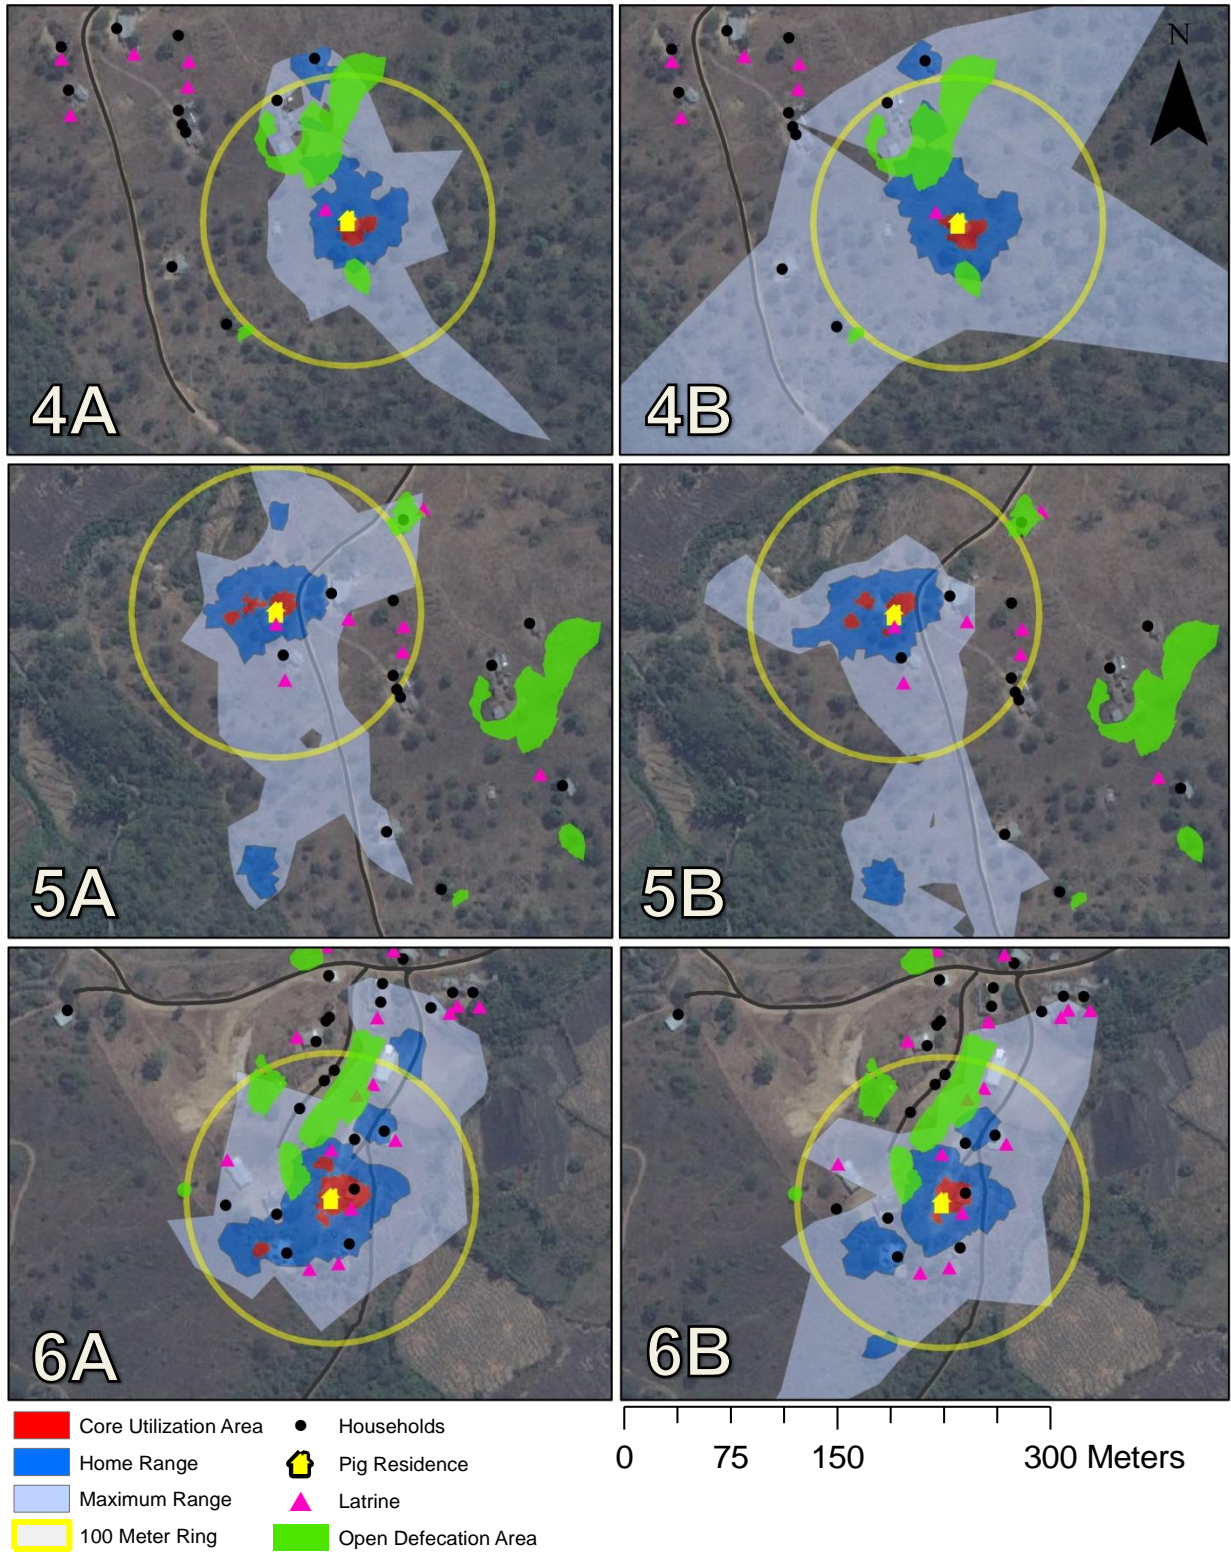 N
4A
4B
5A
5B
6A
6B
Core Utilization Area
Households
Home Range
Pig Residence
Maximum Range
Latrine
100 Meter Ring
Open Defecation Area
0 75 150 300 Meters